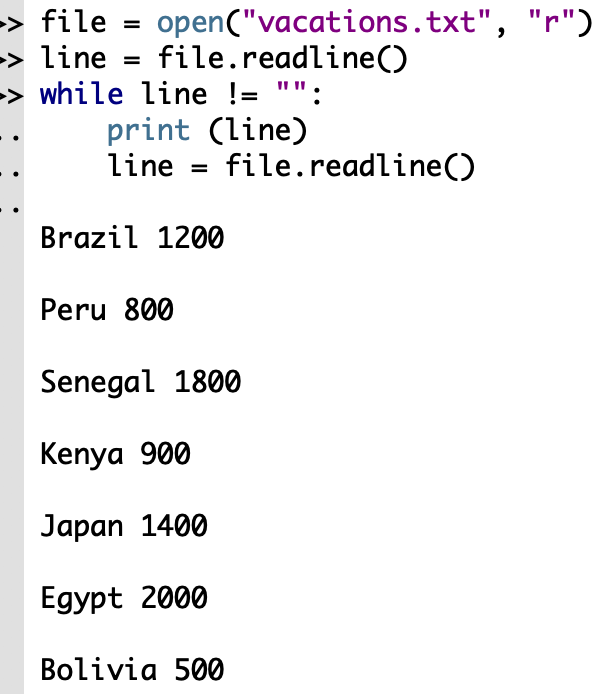 >> file = open("vacations.txt", "r")
>> line = file.readline()
>> while line != "":
..     print (line)
..     line = file.readline()
..
Brazil 1200
Peru 800
Senegal 1800
Kenya 900
Japan 1400
Egypt 2000
Bolivia 500